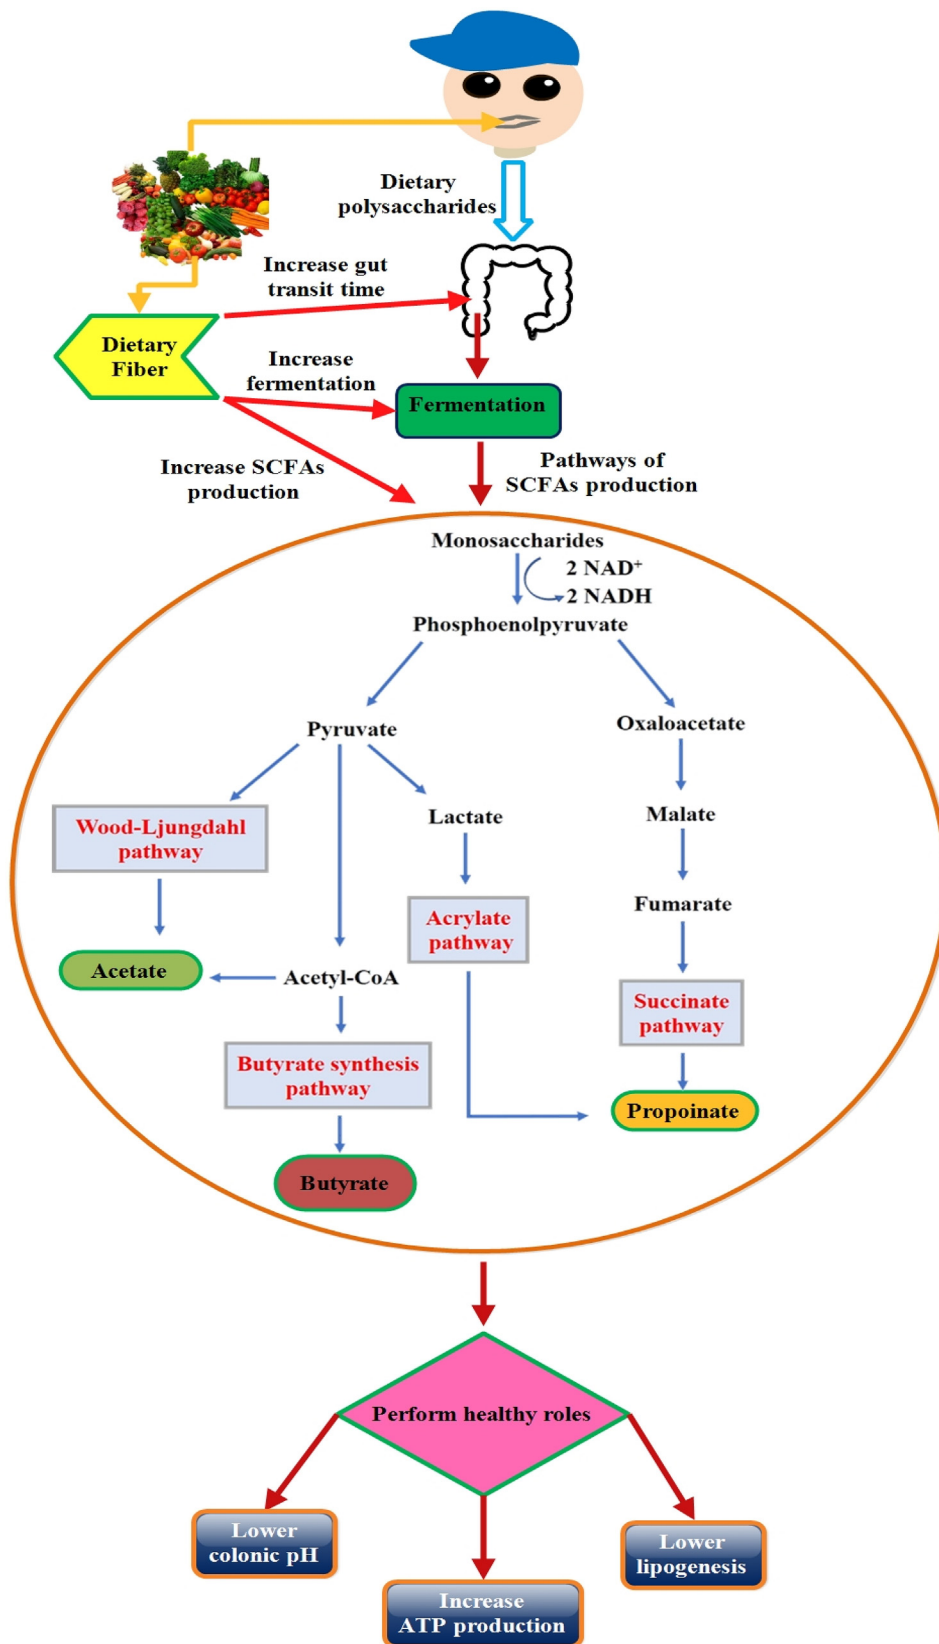 Dietary
polysaccharides
Increase gut
transit time
Dietary
Fiber
Increase
fermentation
Fermentation
Increase SCFAs
production
Pathways of
SCFAs production
Monosaccharides
2 NAD⁺
2 NADH
Phosphoenolpyruvate
Pyruvate
Oxaloacetate
Wood-Ljungdahl
pathway
Lactate
Malate
Acrylate
pathway
Fumarate
Acetate
Acetyl-CoA
Succinate
pathway
Butyrate synthesis
pathway
Propoinate
Butyrate
Perform healthy roles
Lower
colonic pH
Lower
lipogenesis
Increase
ATP production